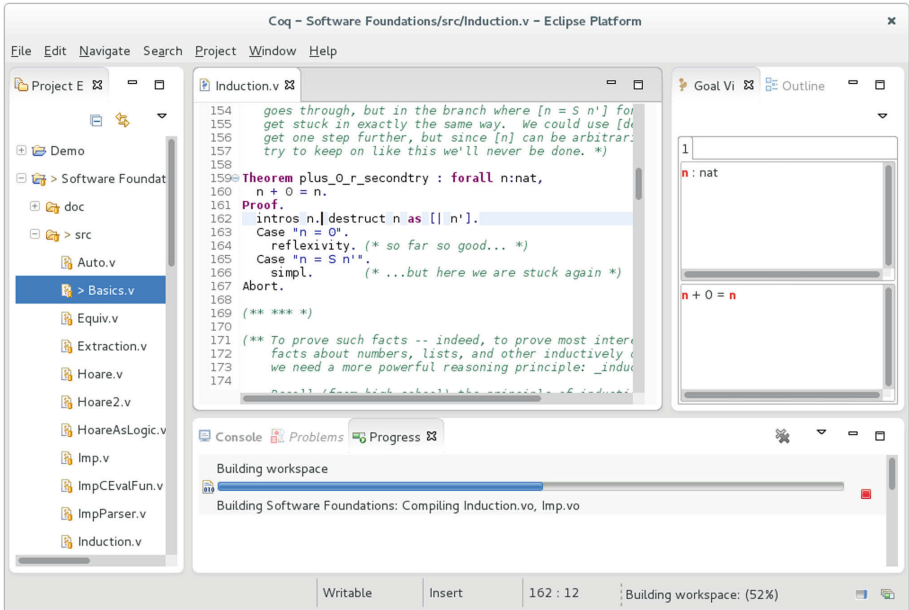 Coq – Software Foundations/src/Induction.v – Eclipse Platform
File Edit Navigate Search Project Window Help
Project E
Demo
> Software Foundat
doc
> src
Auto.v
> Basics.v
Equiv.v
Extraction.v
Hoare.v
Hoare2.v
HoareAsLogic.v
Imp.v
ImpCEvalFun.v
ImpParser.v
Induction.v
Induction.v
154 goes through, but in the branch where [n = S n'] for
155 get stuck in exactly the same way. We could use [de
156 get one step further, but since [n] can be arbitrari
157 try to keep on like this we'll never be done. *)
158
159 Theorem plus_0_r_secondtry : forall n:nat,
160 n + 0 = n.
161 Proof.
162 intros n. destruct n as [| n'].
163 Case "n = 0".
164 reflexivity. (* so far so good... *)
165 Case "n = S n'".
166 simpl. (* ...but here we are stuck again *)
167 Abort.
168
169 (** *** *)
170
171 (** To prove such facts -- indeed, to prove most intere
172 facts about numbers, lists, and other inductively
173 we need a more powerful reasoning principle: _induc
174
Goal Vi Outline
1
n : nat
n + 0 = n
Console Problems Progress
Building workspace
010
Building Software Foundations: Compiling Induction.vo, Imp.vo
Writable Insert 162 : 12 Building workspace: (52%)